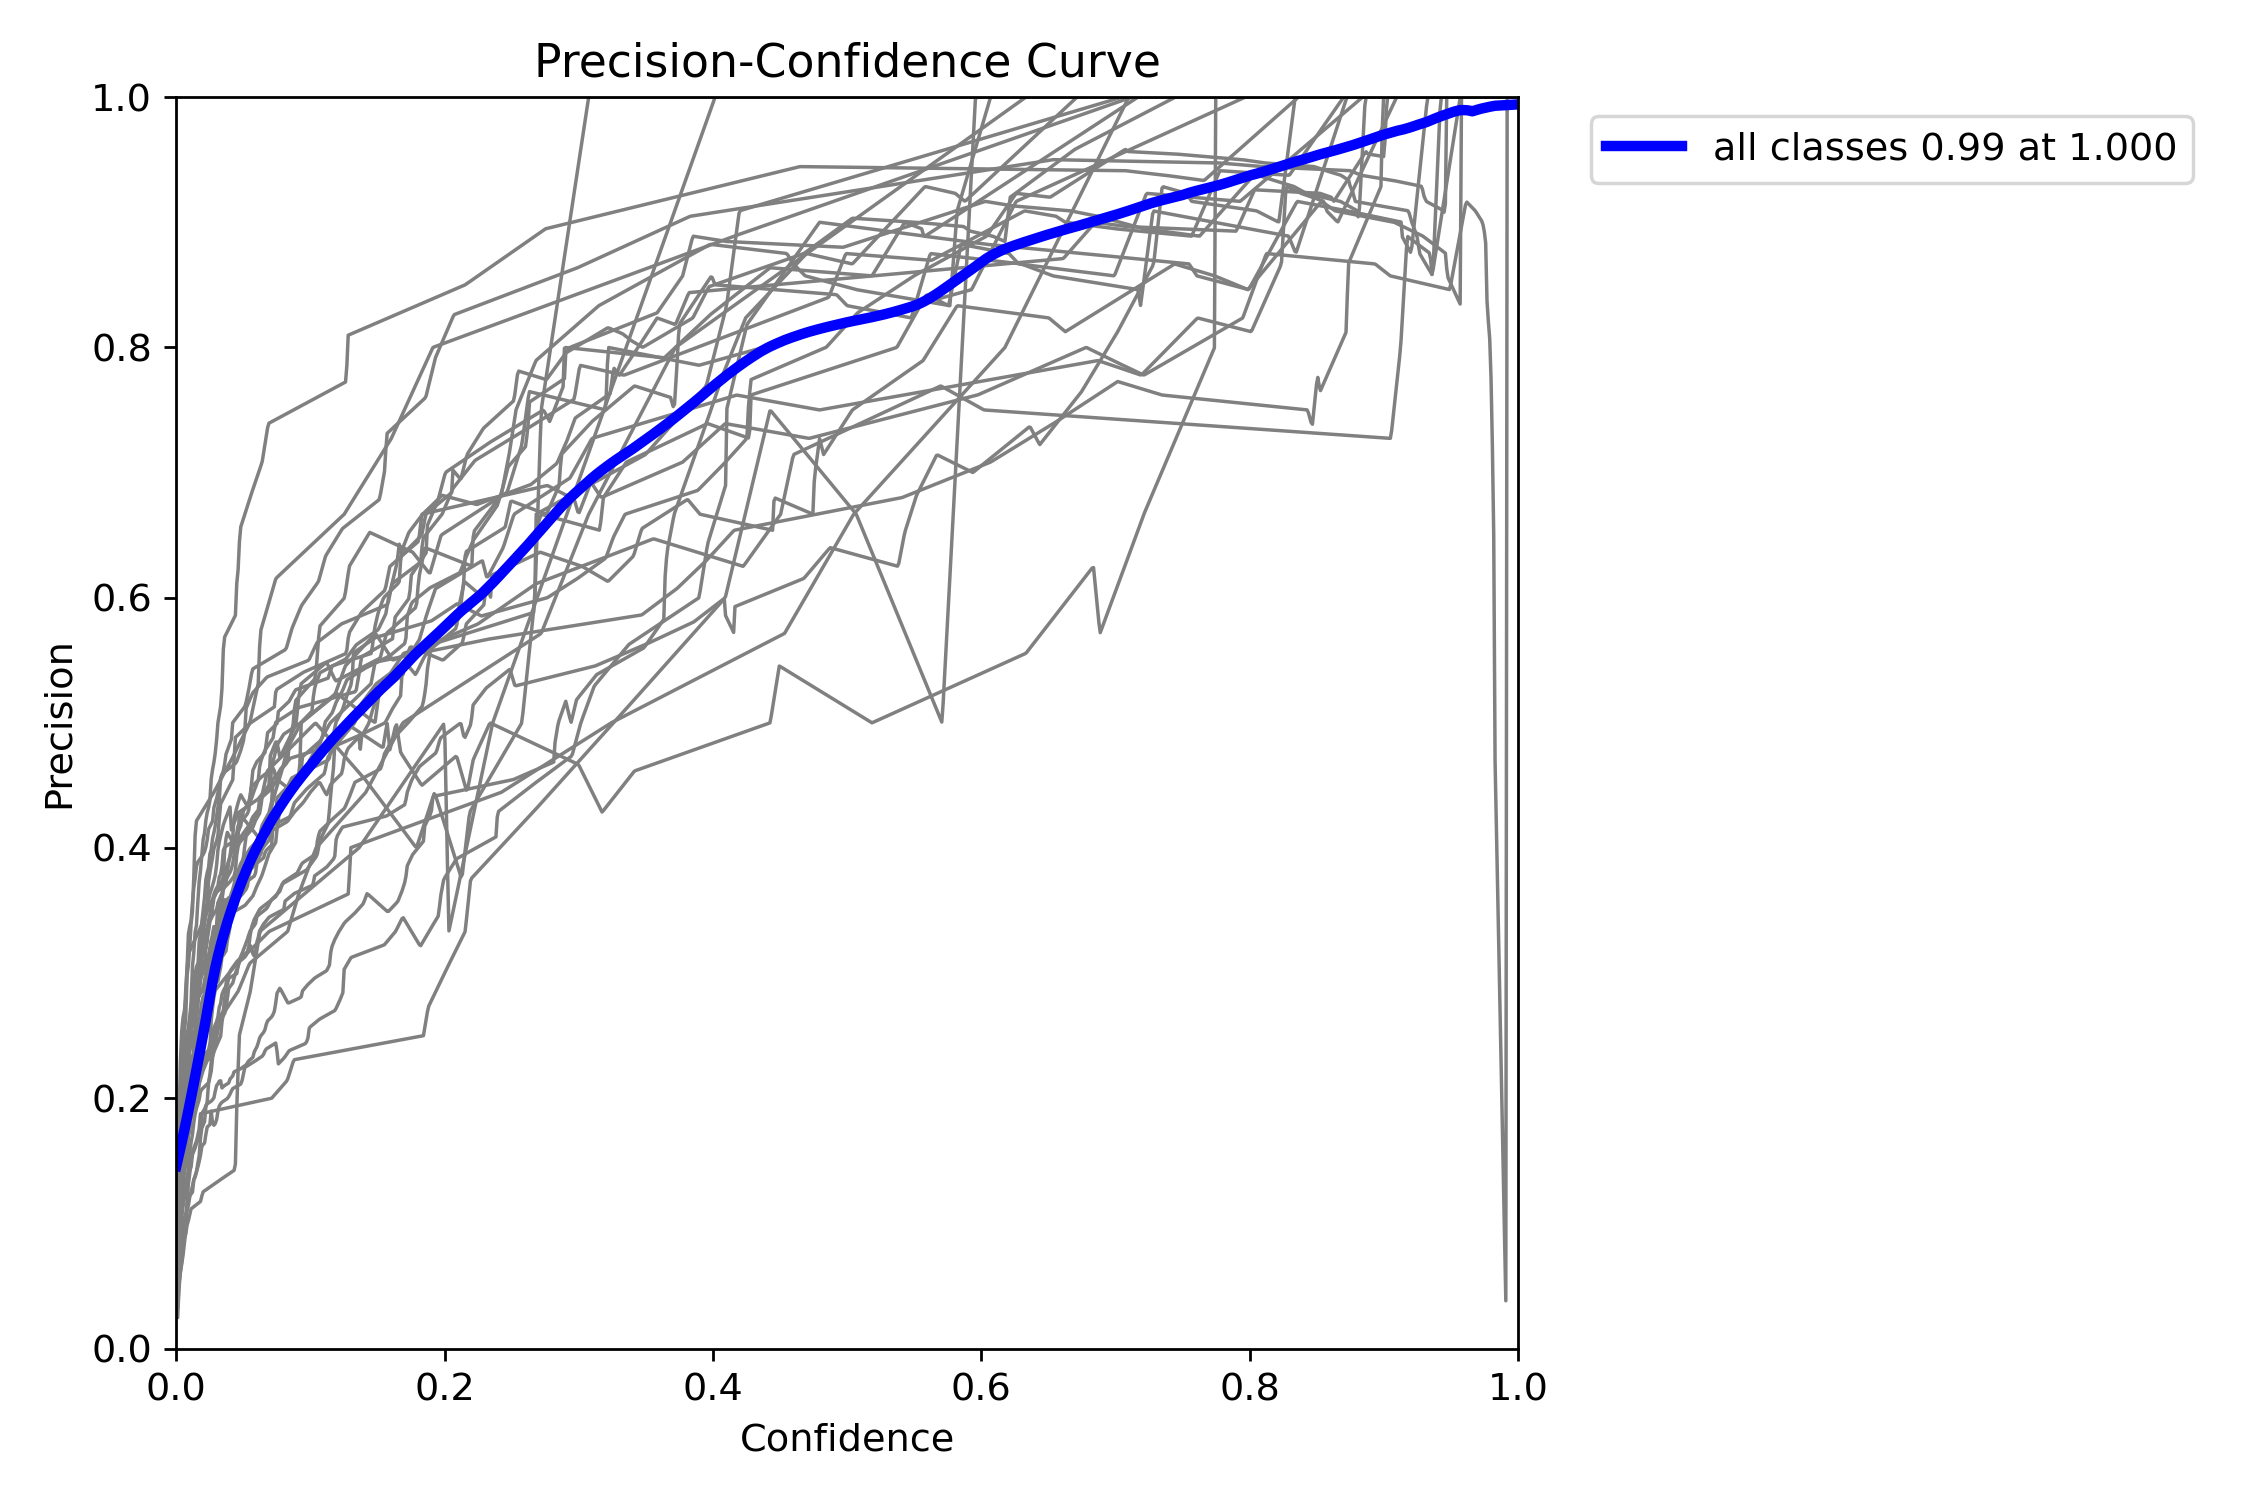 Precision-Confidence Curve
all classes 0.99 at 1.000
Precision
1.0
0.8
0.6
0.4
0.2
0.0
0.0 0.2 0.4 0.6 0.8 1.0
Confidence